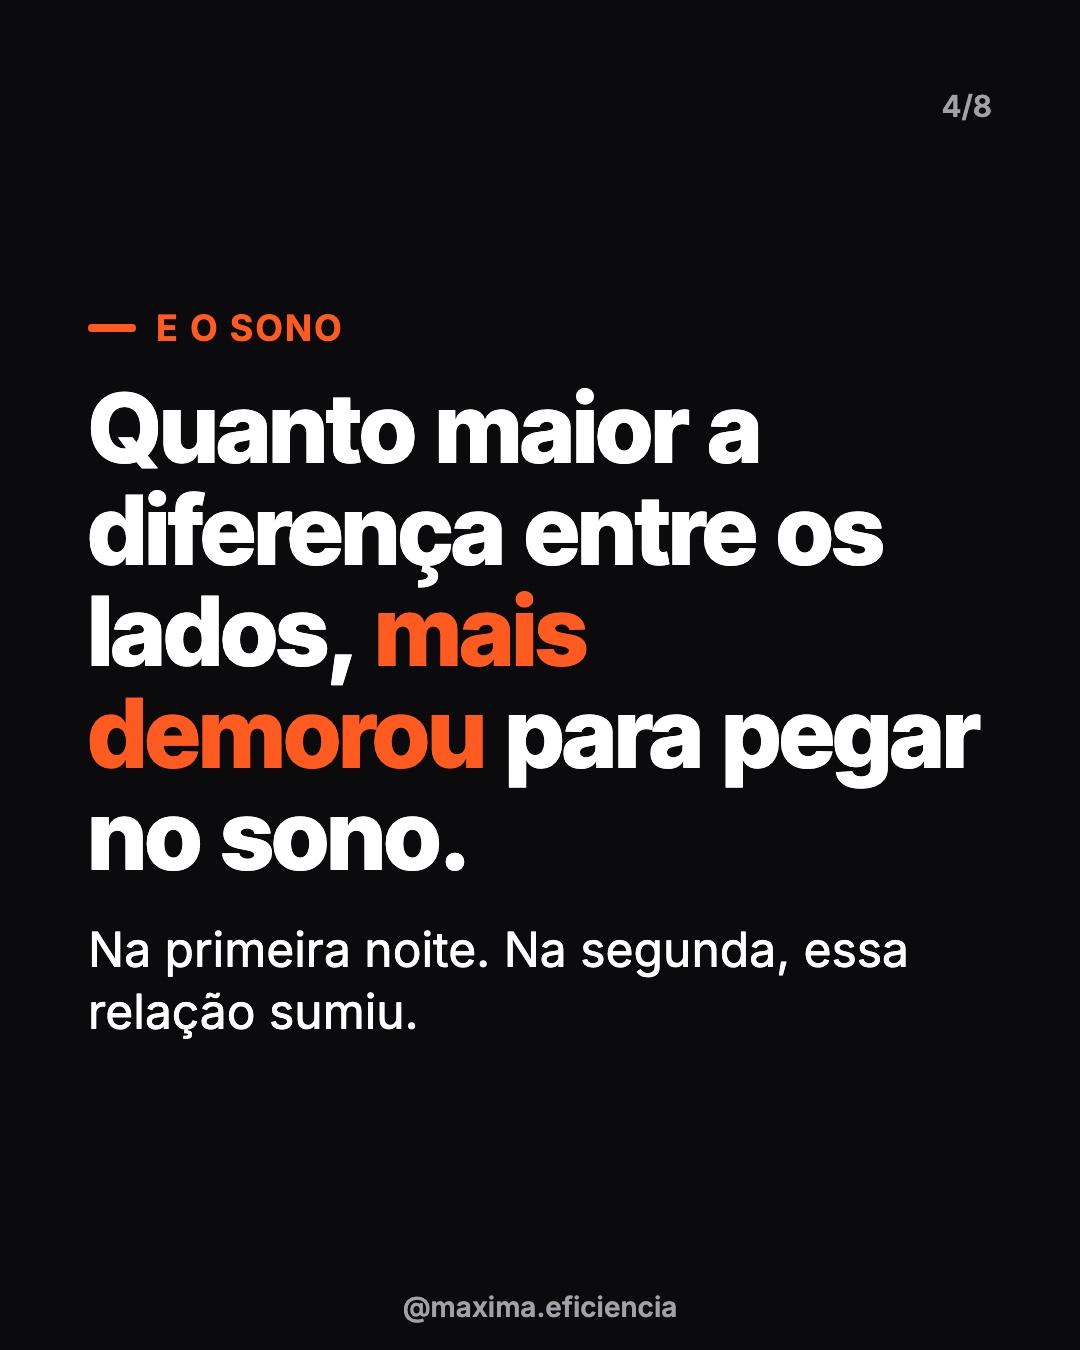 4/8
E O SONO
Quanto maior a
diferença entre os
lados, mais
demorou para pegar
no sono.
Na primeira noite. Na segunda, essa
relação sumiu.
@maxima.eficiencia